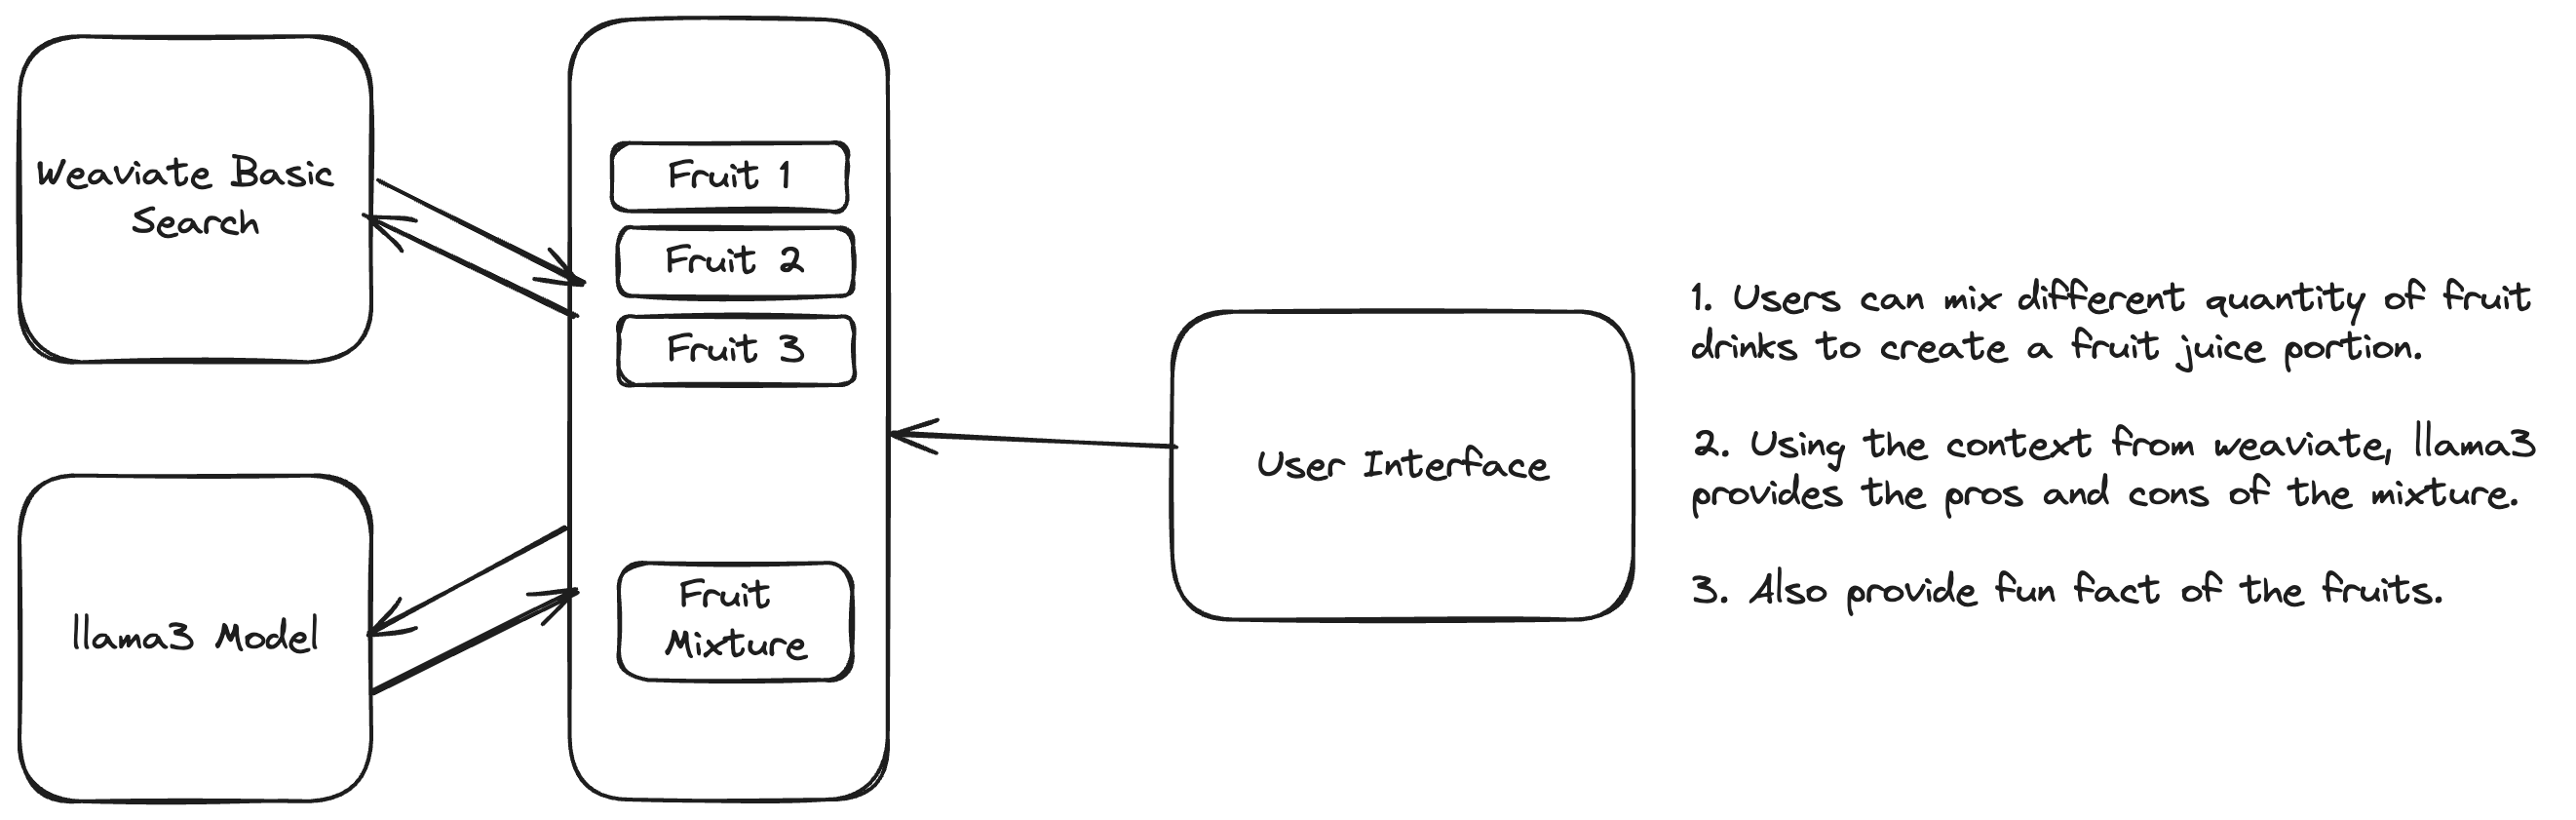 Weaviate Basic
Search
llama3 Model
Fruit 1
Fruit 2
Fruit 3
Fruit
Mixture
User Interface
1. Users can mix different quantity of fruit
drinks to create a fruit juice portion.
2. Using the context from weaviate, llama3
provides the pros and cons of the mixture.
3. Also provide fun fact of the fruits.